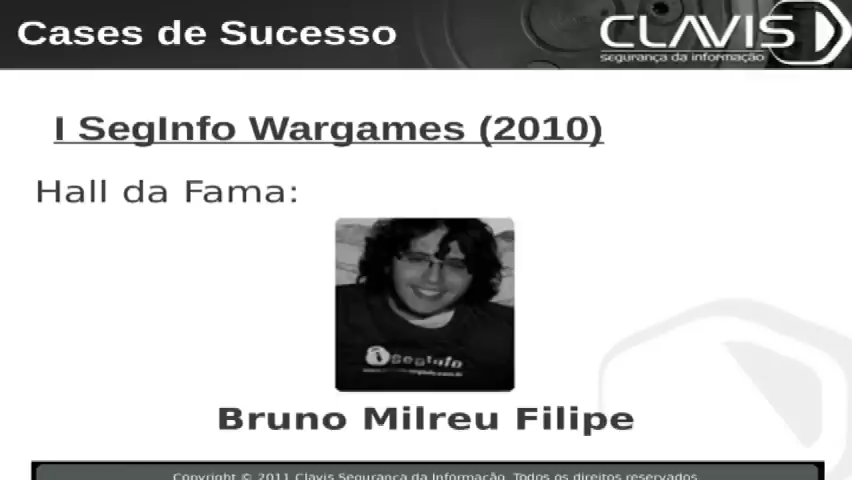 Cases de Sucesso
CLAVIS
segurança da informação
I SegInfo Wargames (2010)
Hall da Fama:
SegInfo
Bruno Milreu Filipe
Copyright © 2011 Clavis Segurança da Informação. Todos os direitos reservados.